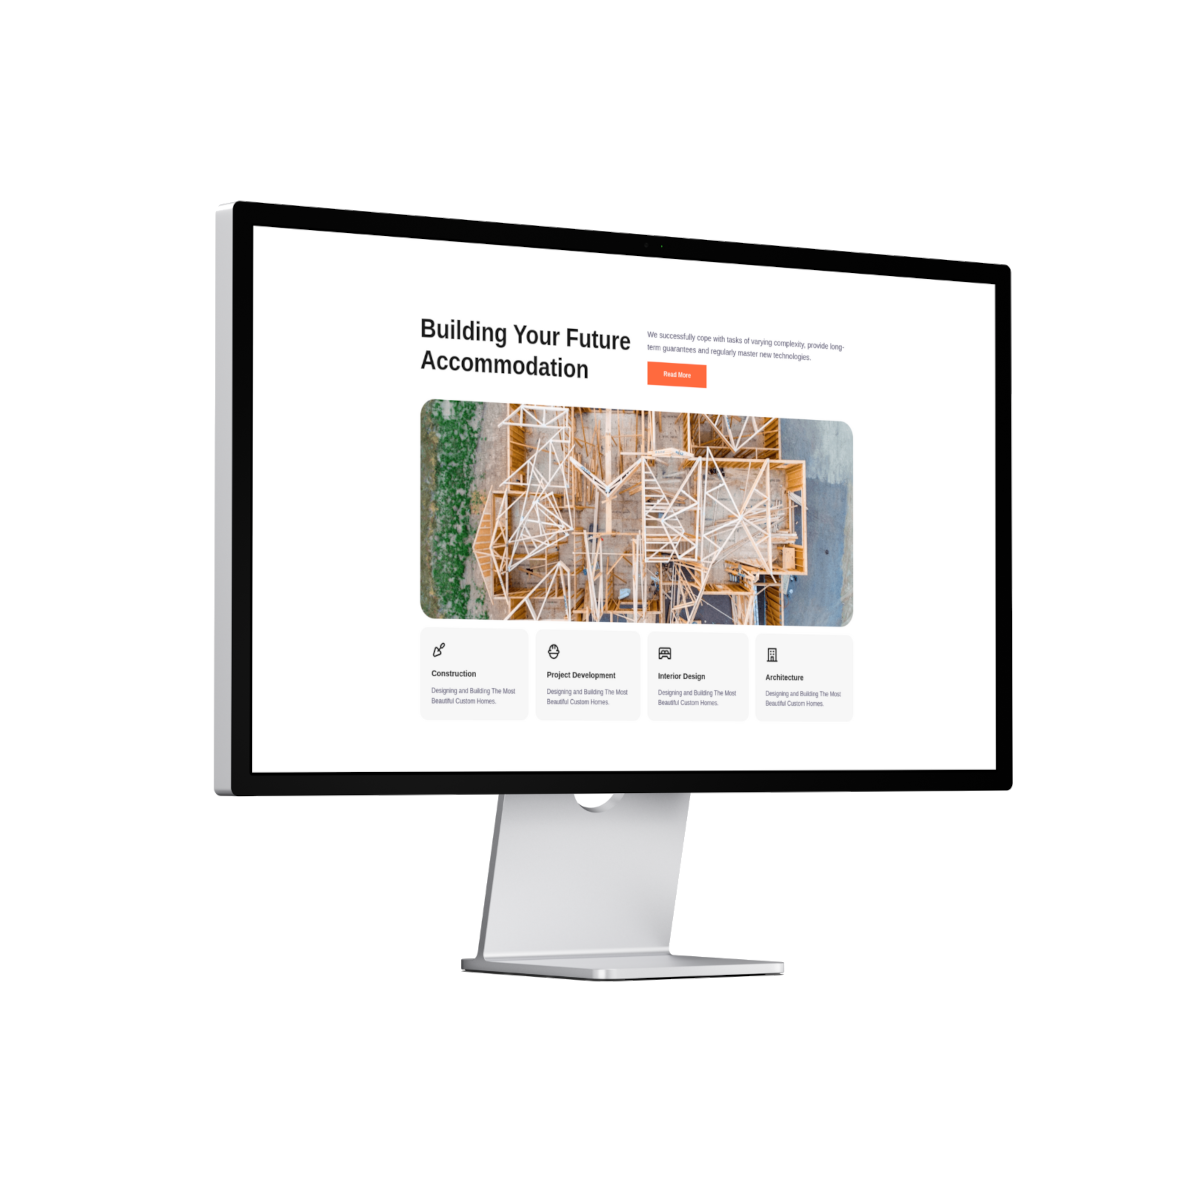 Building Your Future
Accommodation
We successfully cope with tasks of varying complexity, provide long-
term guarantees and regularly master new technologies.
Read More
Construction
Designing and Building The Most
Beautiful Custom Homes.
Project Development
Designing and Building The Most
Beautiful Custom Homes.
Interior Design
Designing and Building The Most
Beautiful Custom Homes.
Architecture
Designing and Building The Most
Beautiful Custom Homes.